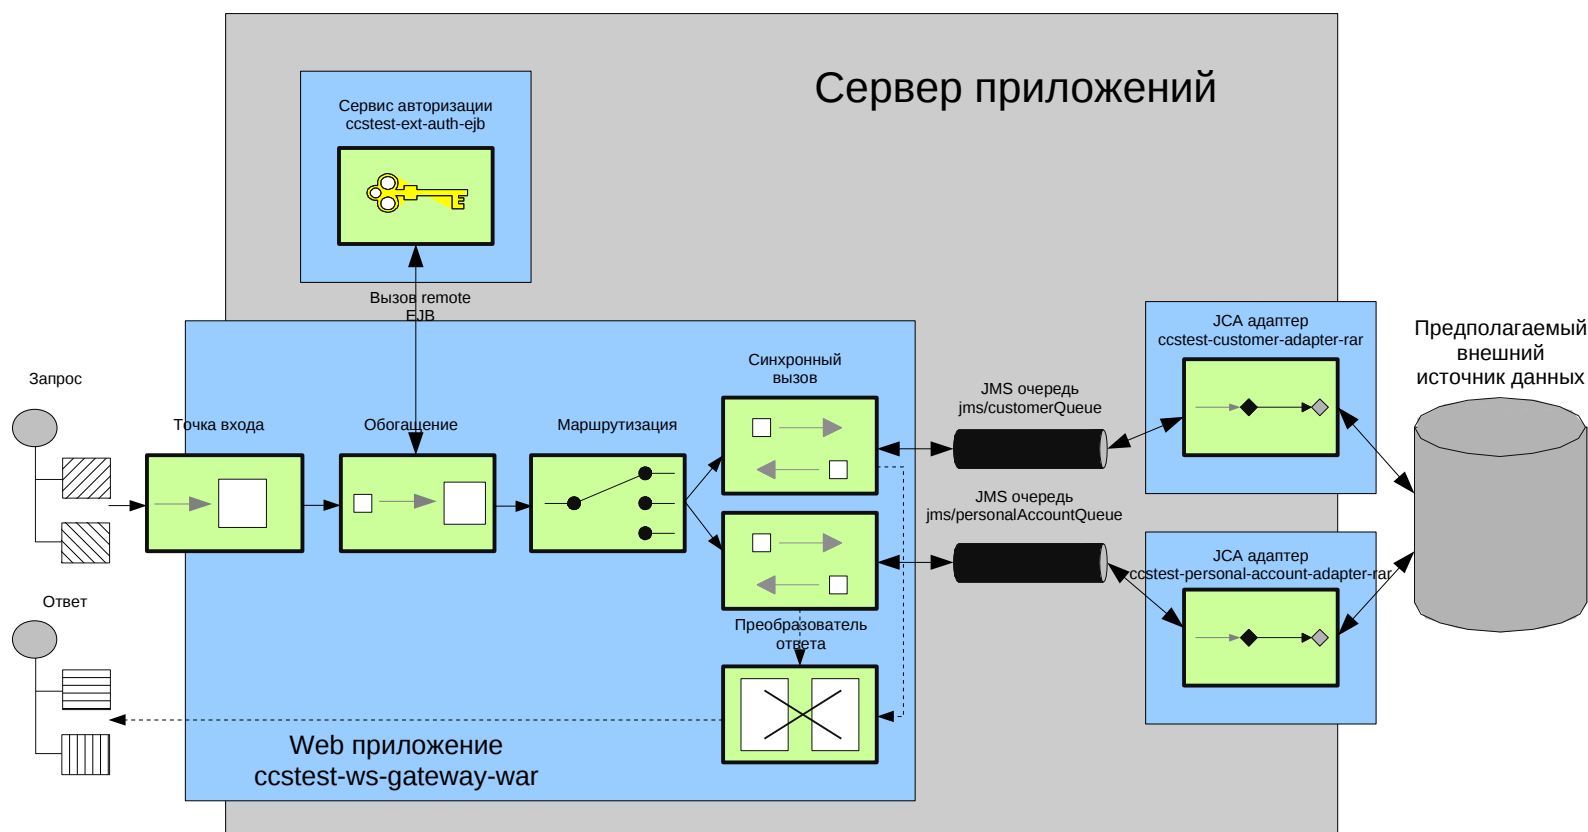 Сервер приложений
Сервис авторизации
ccstest-ext-auth-ejb
Вызов remote
EJB
Запрос
Точка входа
Обогащение
Маршрутизация
Синхронный
вызов
JMS очередь
jms/customerQueue
JCA адаптер
ccstest-customer-adapter-rar
Предполагаемый
внешний
источник данных
JMS очередь
jms/personalAccountQueue
JCA адаптер
ccstest-personal-account-adapter-rar
Ответ
Преобразователь
ответа
Web приложение
ccstest-ws-gateway-war